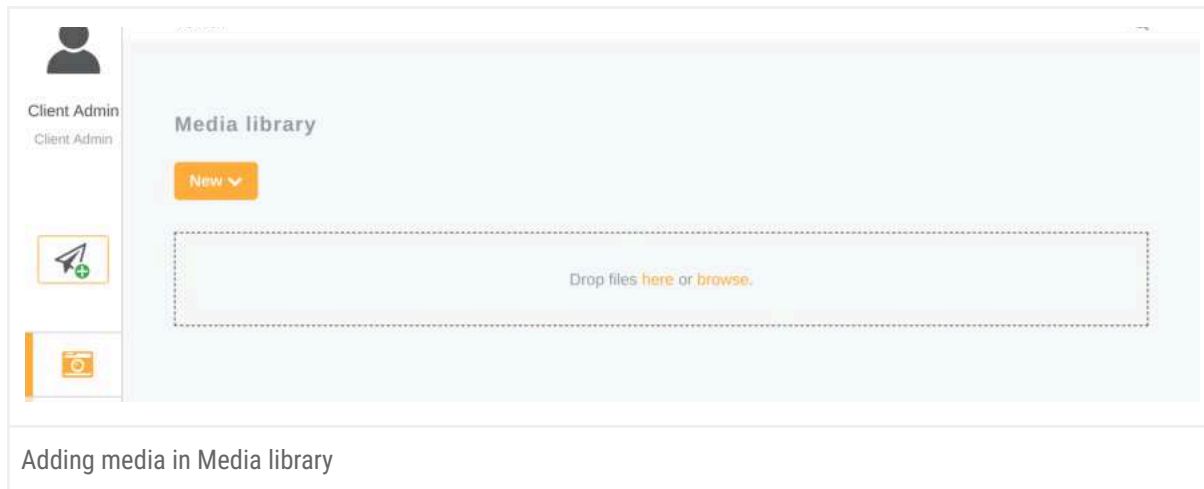 Client Admin
Client Admin
Media library
New
Drop files here or browse.
Adding media in Media library